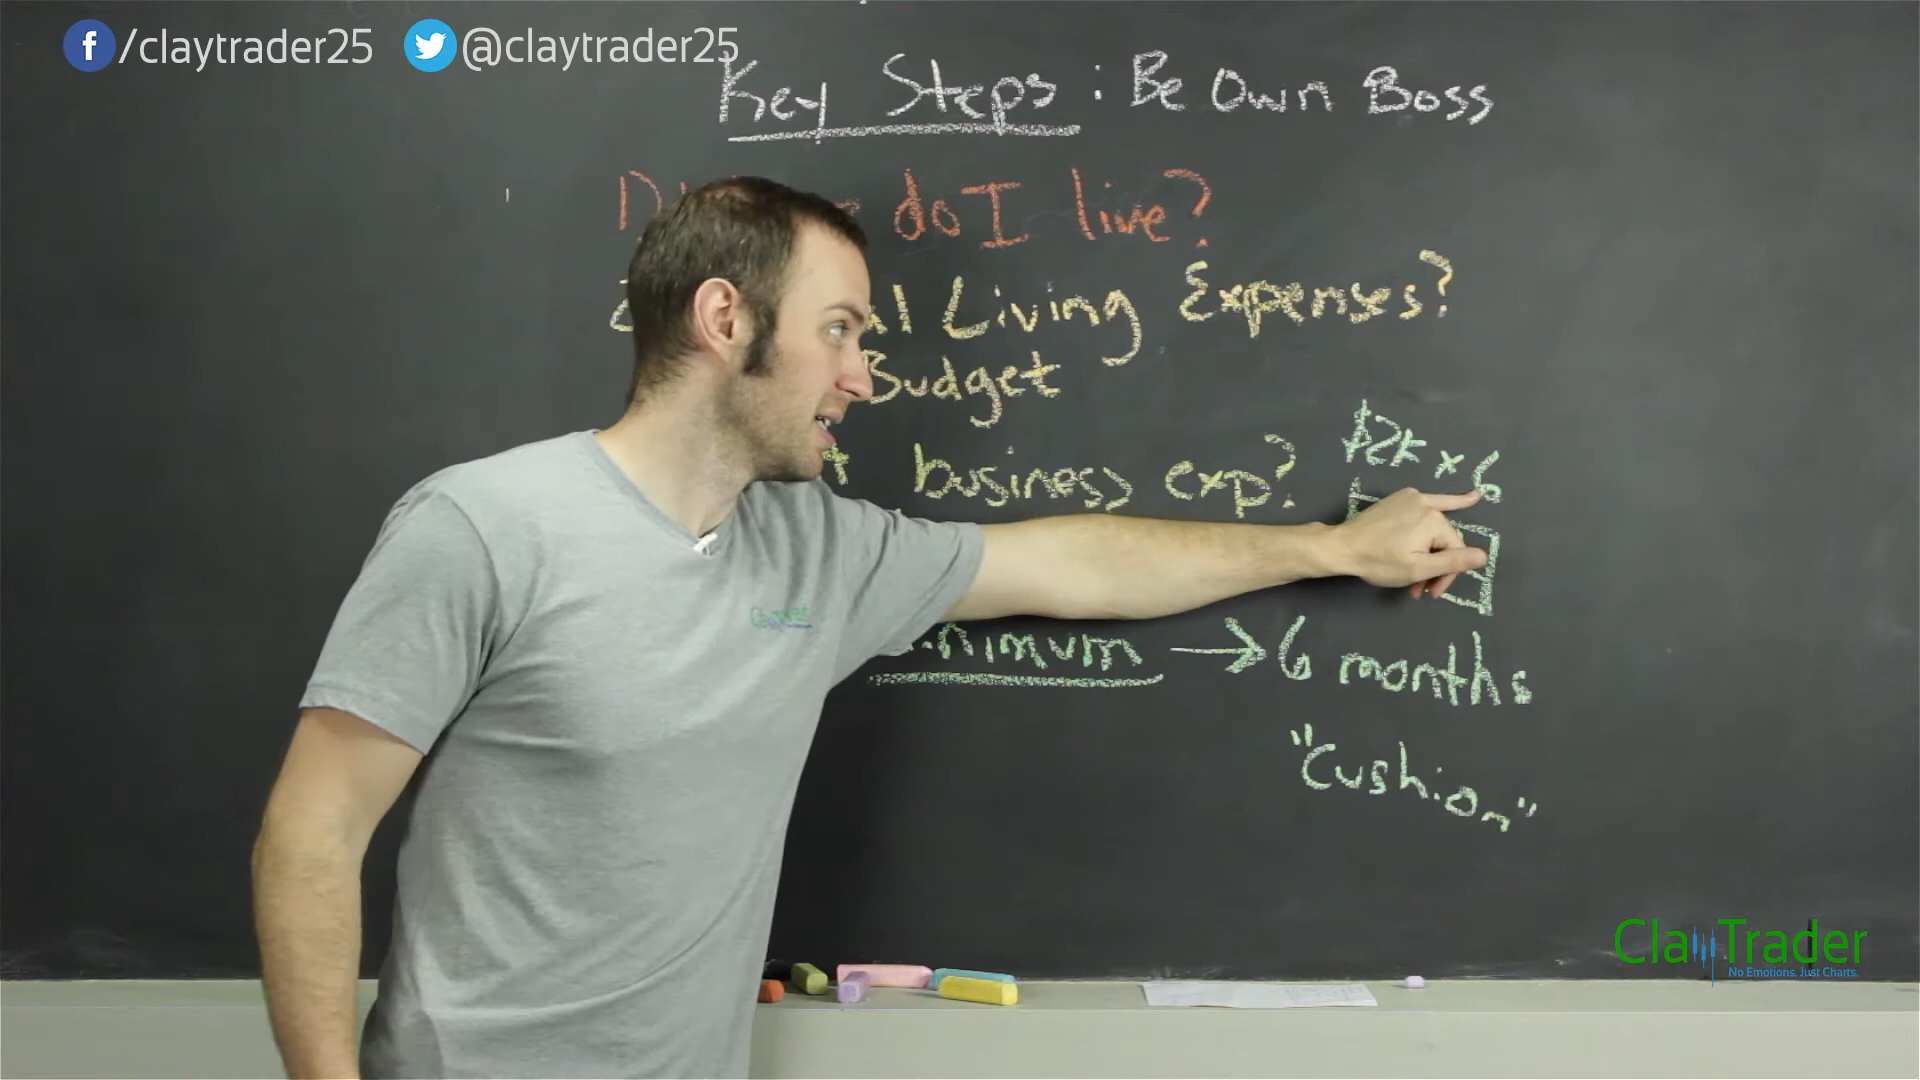 /claytrader25 @claytrader25
Key Steps : Be Own Boss
do I live?
Living Expenses?
Budget
business exp?
$2k x 6
→ 6 months
"Cushion"
ClayTrader
No Emotions. Just Charts.